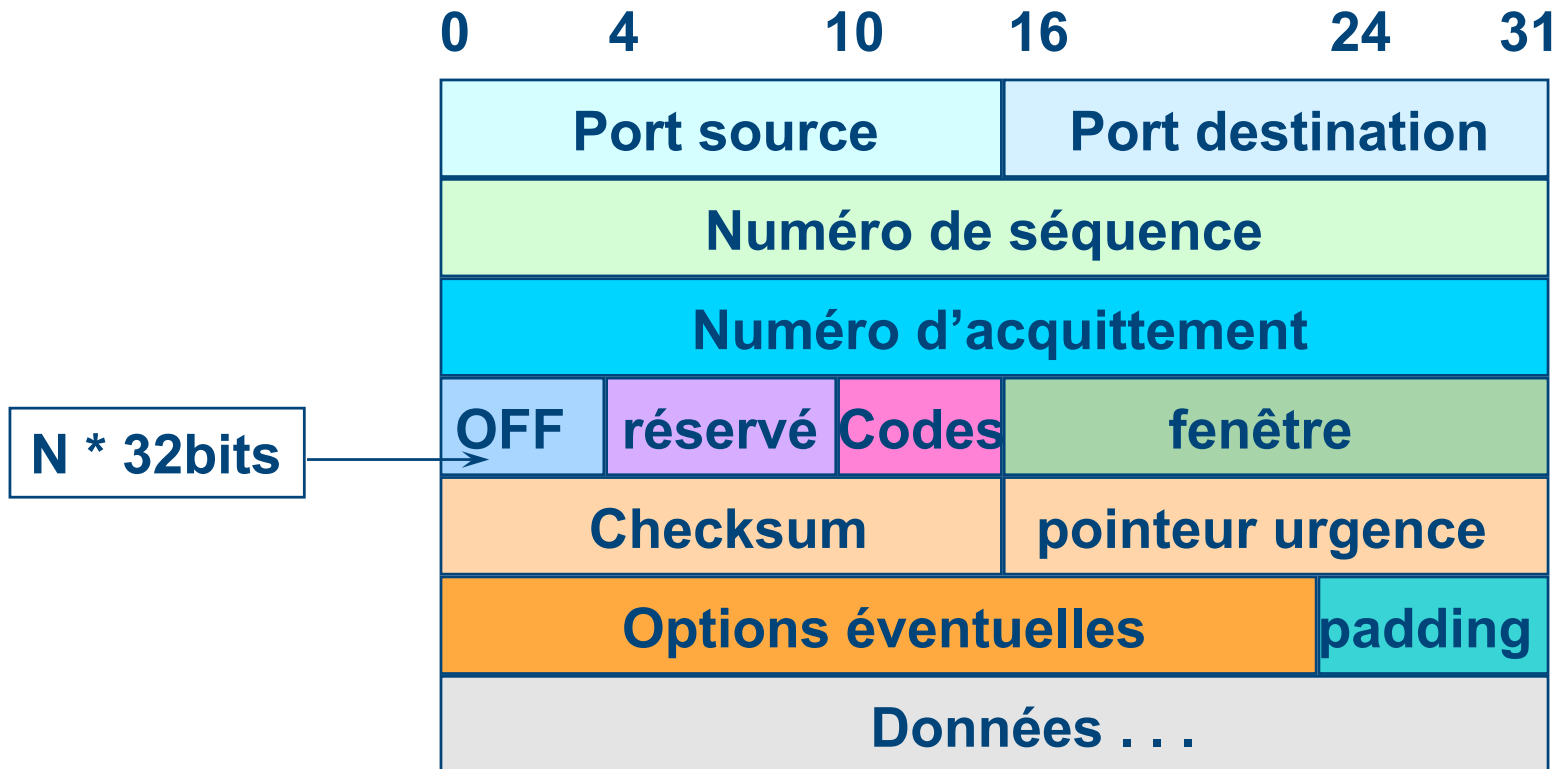 0 4 10 16 24 31
Port source Port destination
Numéro de séquence
Numéro d’acquittement
N * 32bits OFF réservé Codes fenêtre
Checksum pointeur urgence
Options éventuelles padding
Données . . .